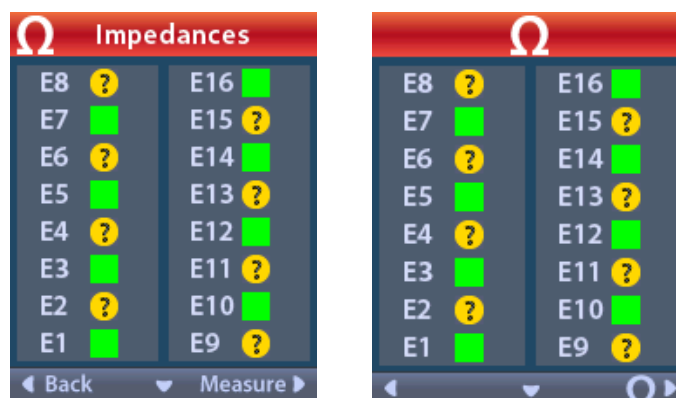 Ω Impedances
E8 ? E16
E7 E15 ?
E6 ? E14
E5 E13 ?
E4 ? E12
E3 E11 ?
E2 ? E10
E1 E9 ?
Back Measure
Ω
E8 ? E16
E7 E15 ?
E6 ? E14
E5 E13 ?
E4 ? E12
E3 E11 ?
E2 ? E10
E1 E9 ?
Ω